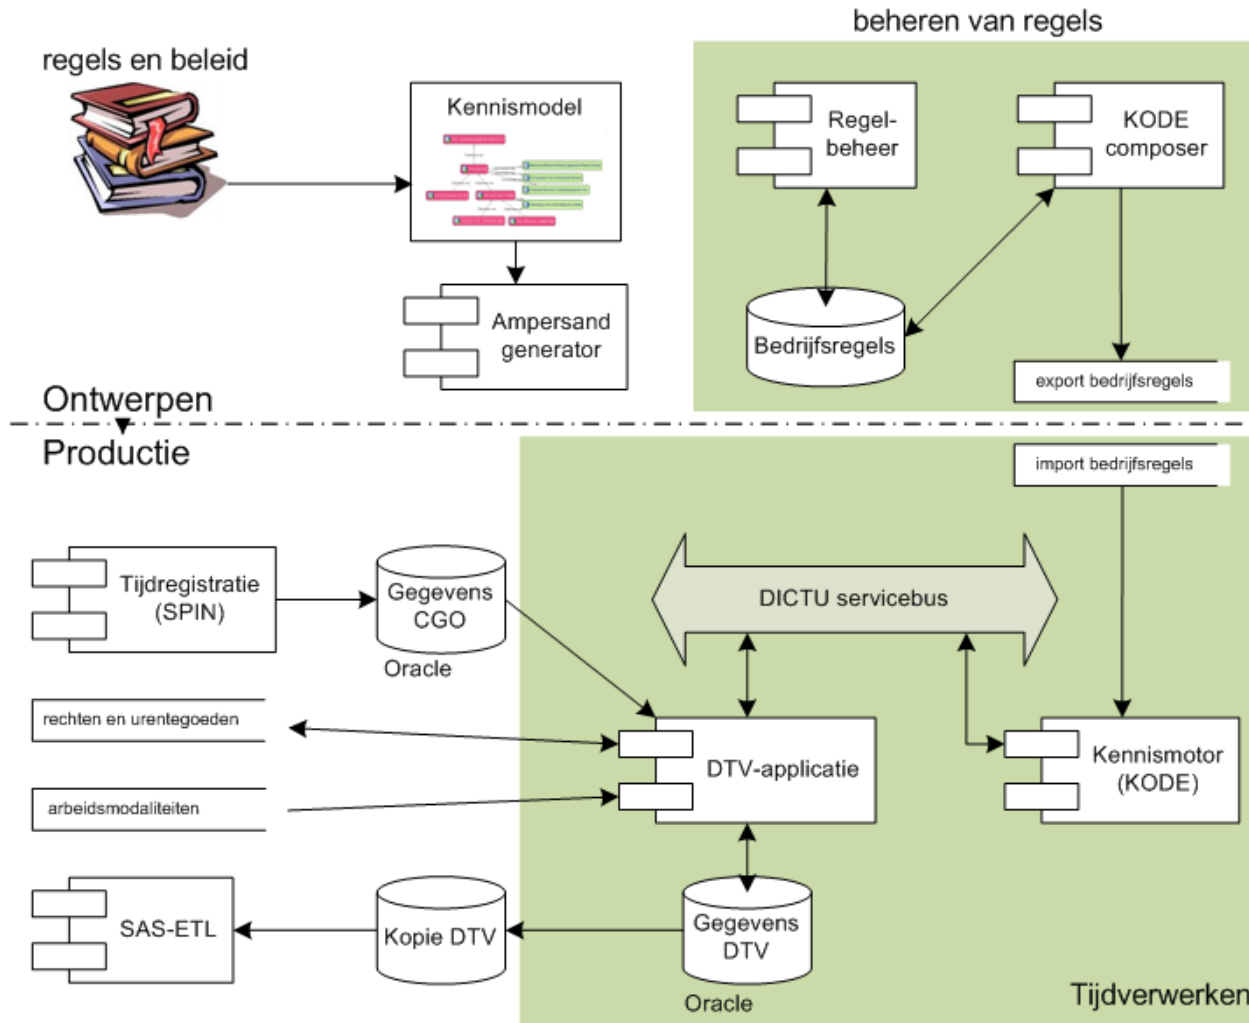 beheren van regels
regels en beleid
Kennismodel
Regel-
beheer
KODE
composer
Ampersand
generator
Bedrijfsregels
export bedrijfsregels
Ontwerpen
Productie
import bedrijfsregels
Tijdregistratie
(SPIN)
Gegevens
CGO
Oracle
DICTU servicebus
rechten en urentegoeden
DTV-applicatie
Kennismotor
(KODE)
arbeidsmodaliteiten
SAS-ETL
Kopie DTV
Gegevens
DTV
Oracle
Tijdverwerken